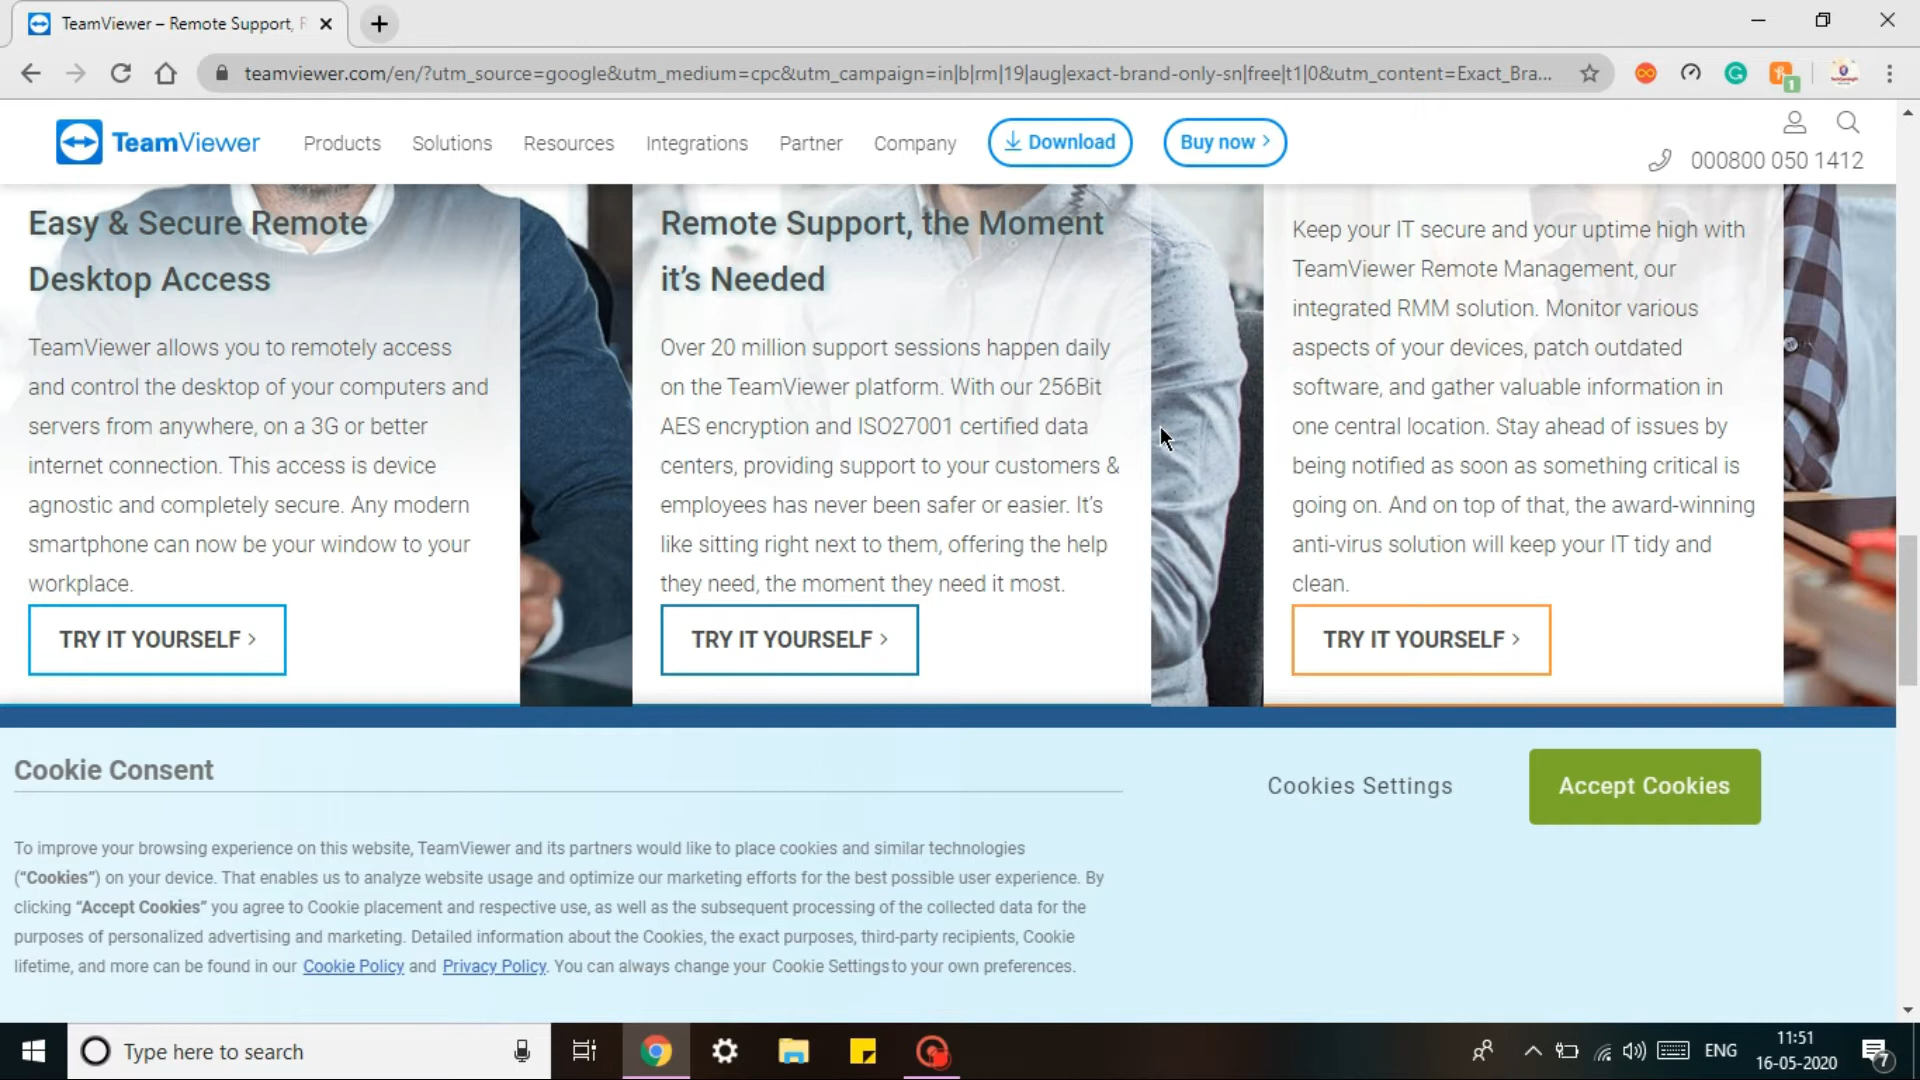 TeamViewer – Remote Support, R
teamviewer.com/en/?utm_source=google&utm_medium=cpc&utm_campaign=in|b|rm|19|aug|exact-brand-only-sn|free|t1|0&utm_content=Exact_Bra...
1
TeamViewer
Products
Solutions
Resources
Integrations
Partner
Company
Download
Buy now
000800 050 1412
Easy & Secure Remote
Desktop Access
TeamViewer allows you to remotely access
and control the desktop of your computers and
servers from anywhere, on a 3G or better
internet connection. This access is device
agnostic and completely secure. Any modern
smartphone can now be your window to your
workplace.
TRY IT YOURSELF
Remote Support, the Moment
it’s Needed
Over 20 million support sessions happen daily
on the TeamViewer platform. With our 256Bit
AES encryption and ISO27001 certified data
centers, providing support to your customers &
employees has never been safer or easier. It’s
like sitting right next to them, offering the help
they need, the moment they need it most.
TRY IT YOURSELF
Keep your IT secure and your uptime high with
TeamViewer Remote Management, our
integrated RMM solution. Monitor various
aspects of your devices, patch outdated
software, and gather valuable information in
one central location. Stay ahead of issues by
being notified as soon as something critical is
going on. And on top of that, the award-winning
anti-virus solution will keep your IT tidy and
clean.
TRY IT YOURSELF
Cookie Consent
Cookies Settings
Accept Cookies
To improve your browsing experience on this website, TeamViewer and its partners would like to place cookies and similar technologies
(“Cookies”) on your device. That enables us to analyze website usage and optimize our marketing efforts for the best possible user experience. By
clicking “Accept Cookies” you agree to Cookie placement and respective use, as well as the subsequent processing of the collected data for the
purposes of personalized advertising and marketing. Detailed information about the Cookies, the exact purposes, third-party recipients, Cookie
lifetime, and more can be found in our Cookie Policy and Privacy Policy. You can always change your Cookie Settings to your own preferences.
Type here to search
ENG
11:51
16-05-2020
7